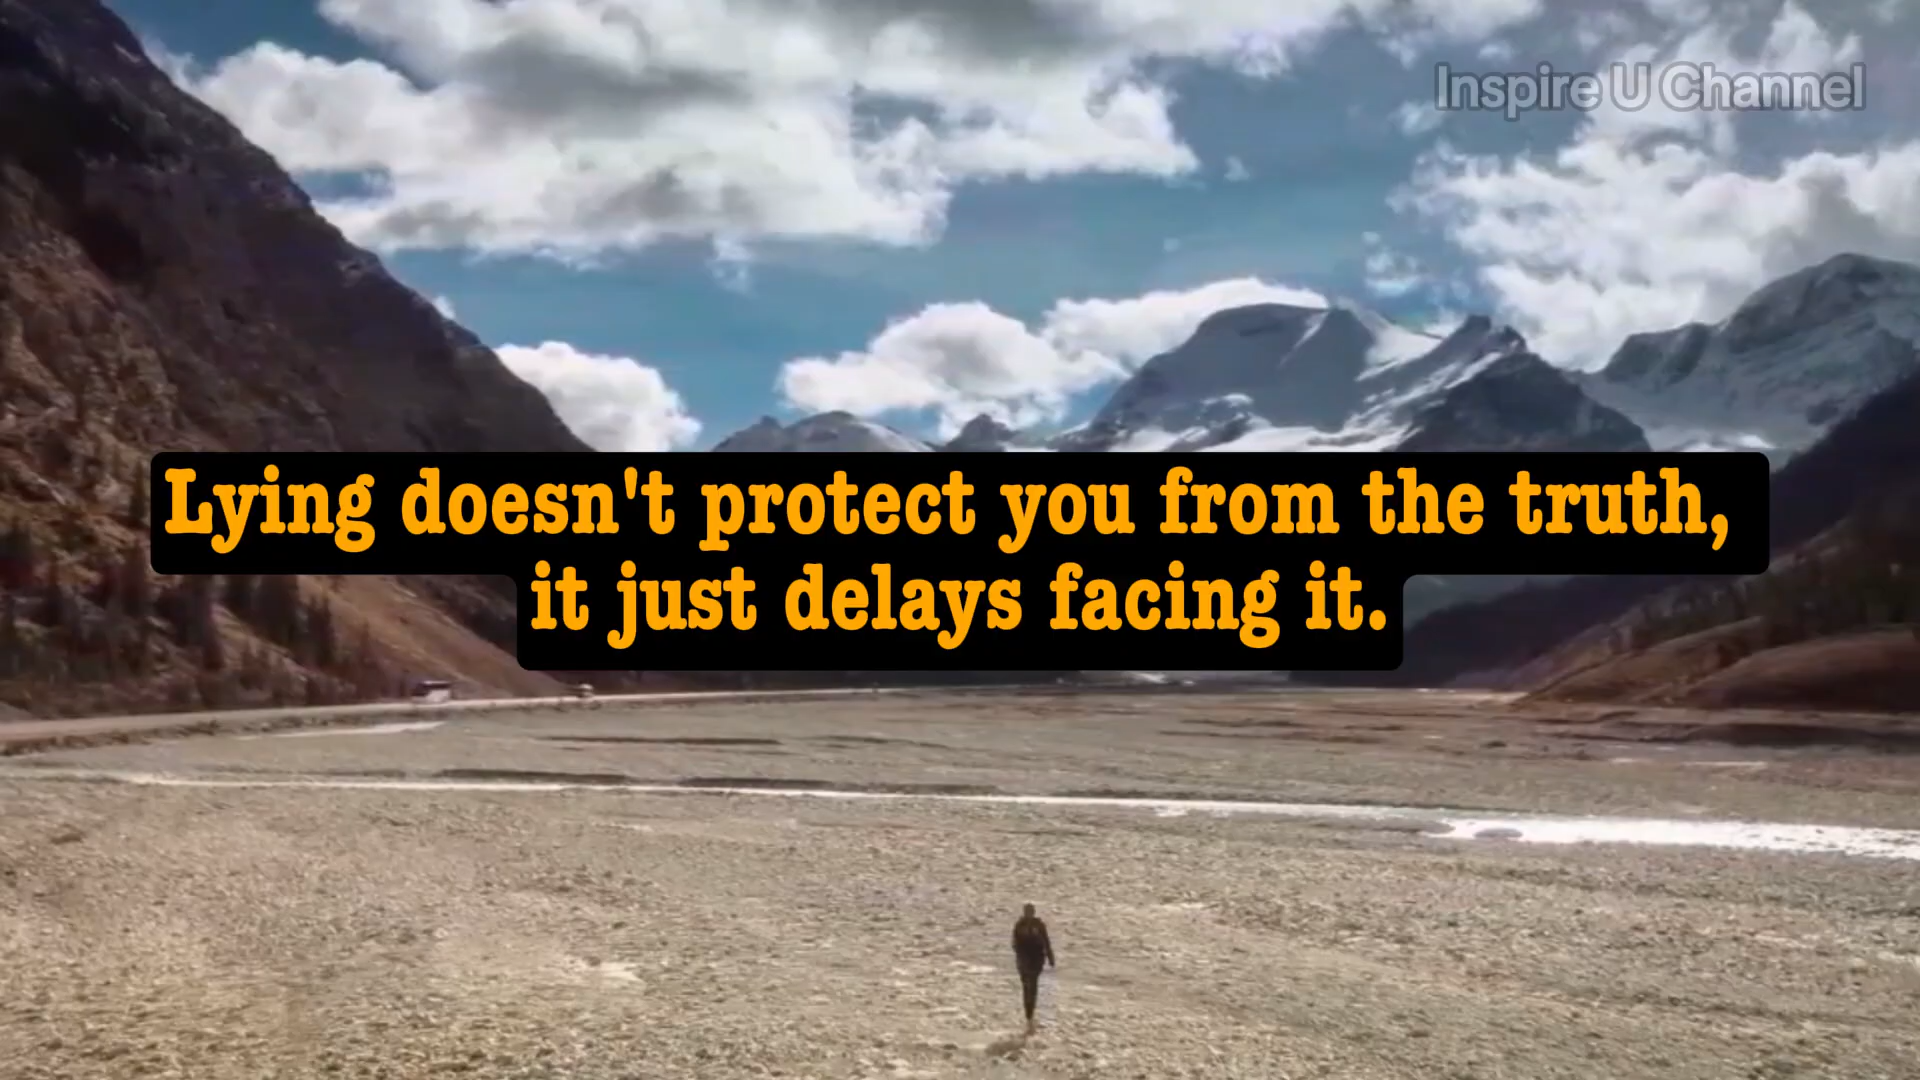 Inspire U Channel
Lying doesn't protect you from the truth,
it just delays facing it.